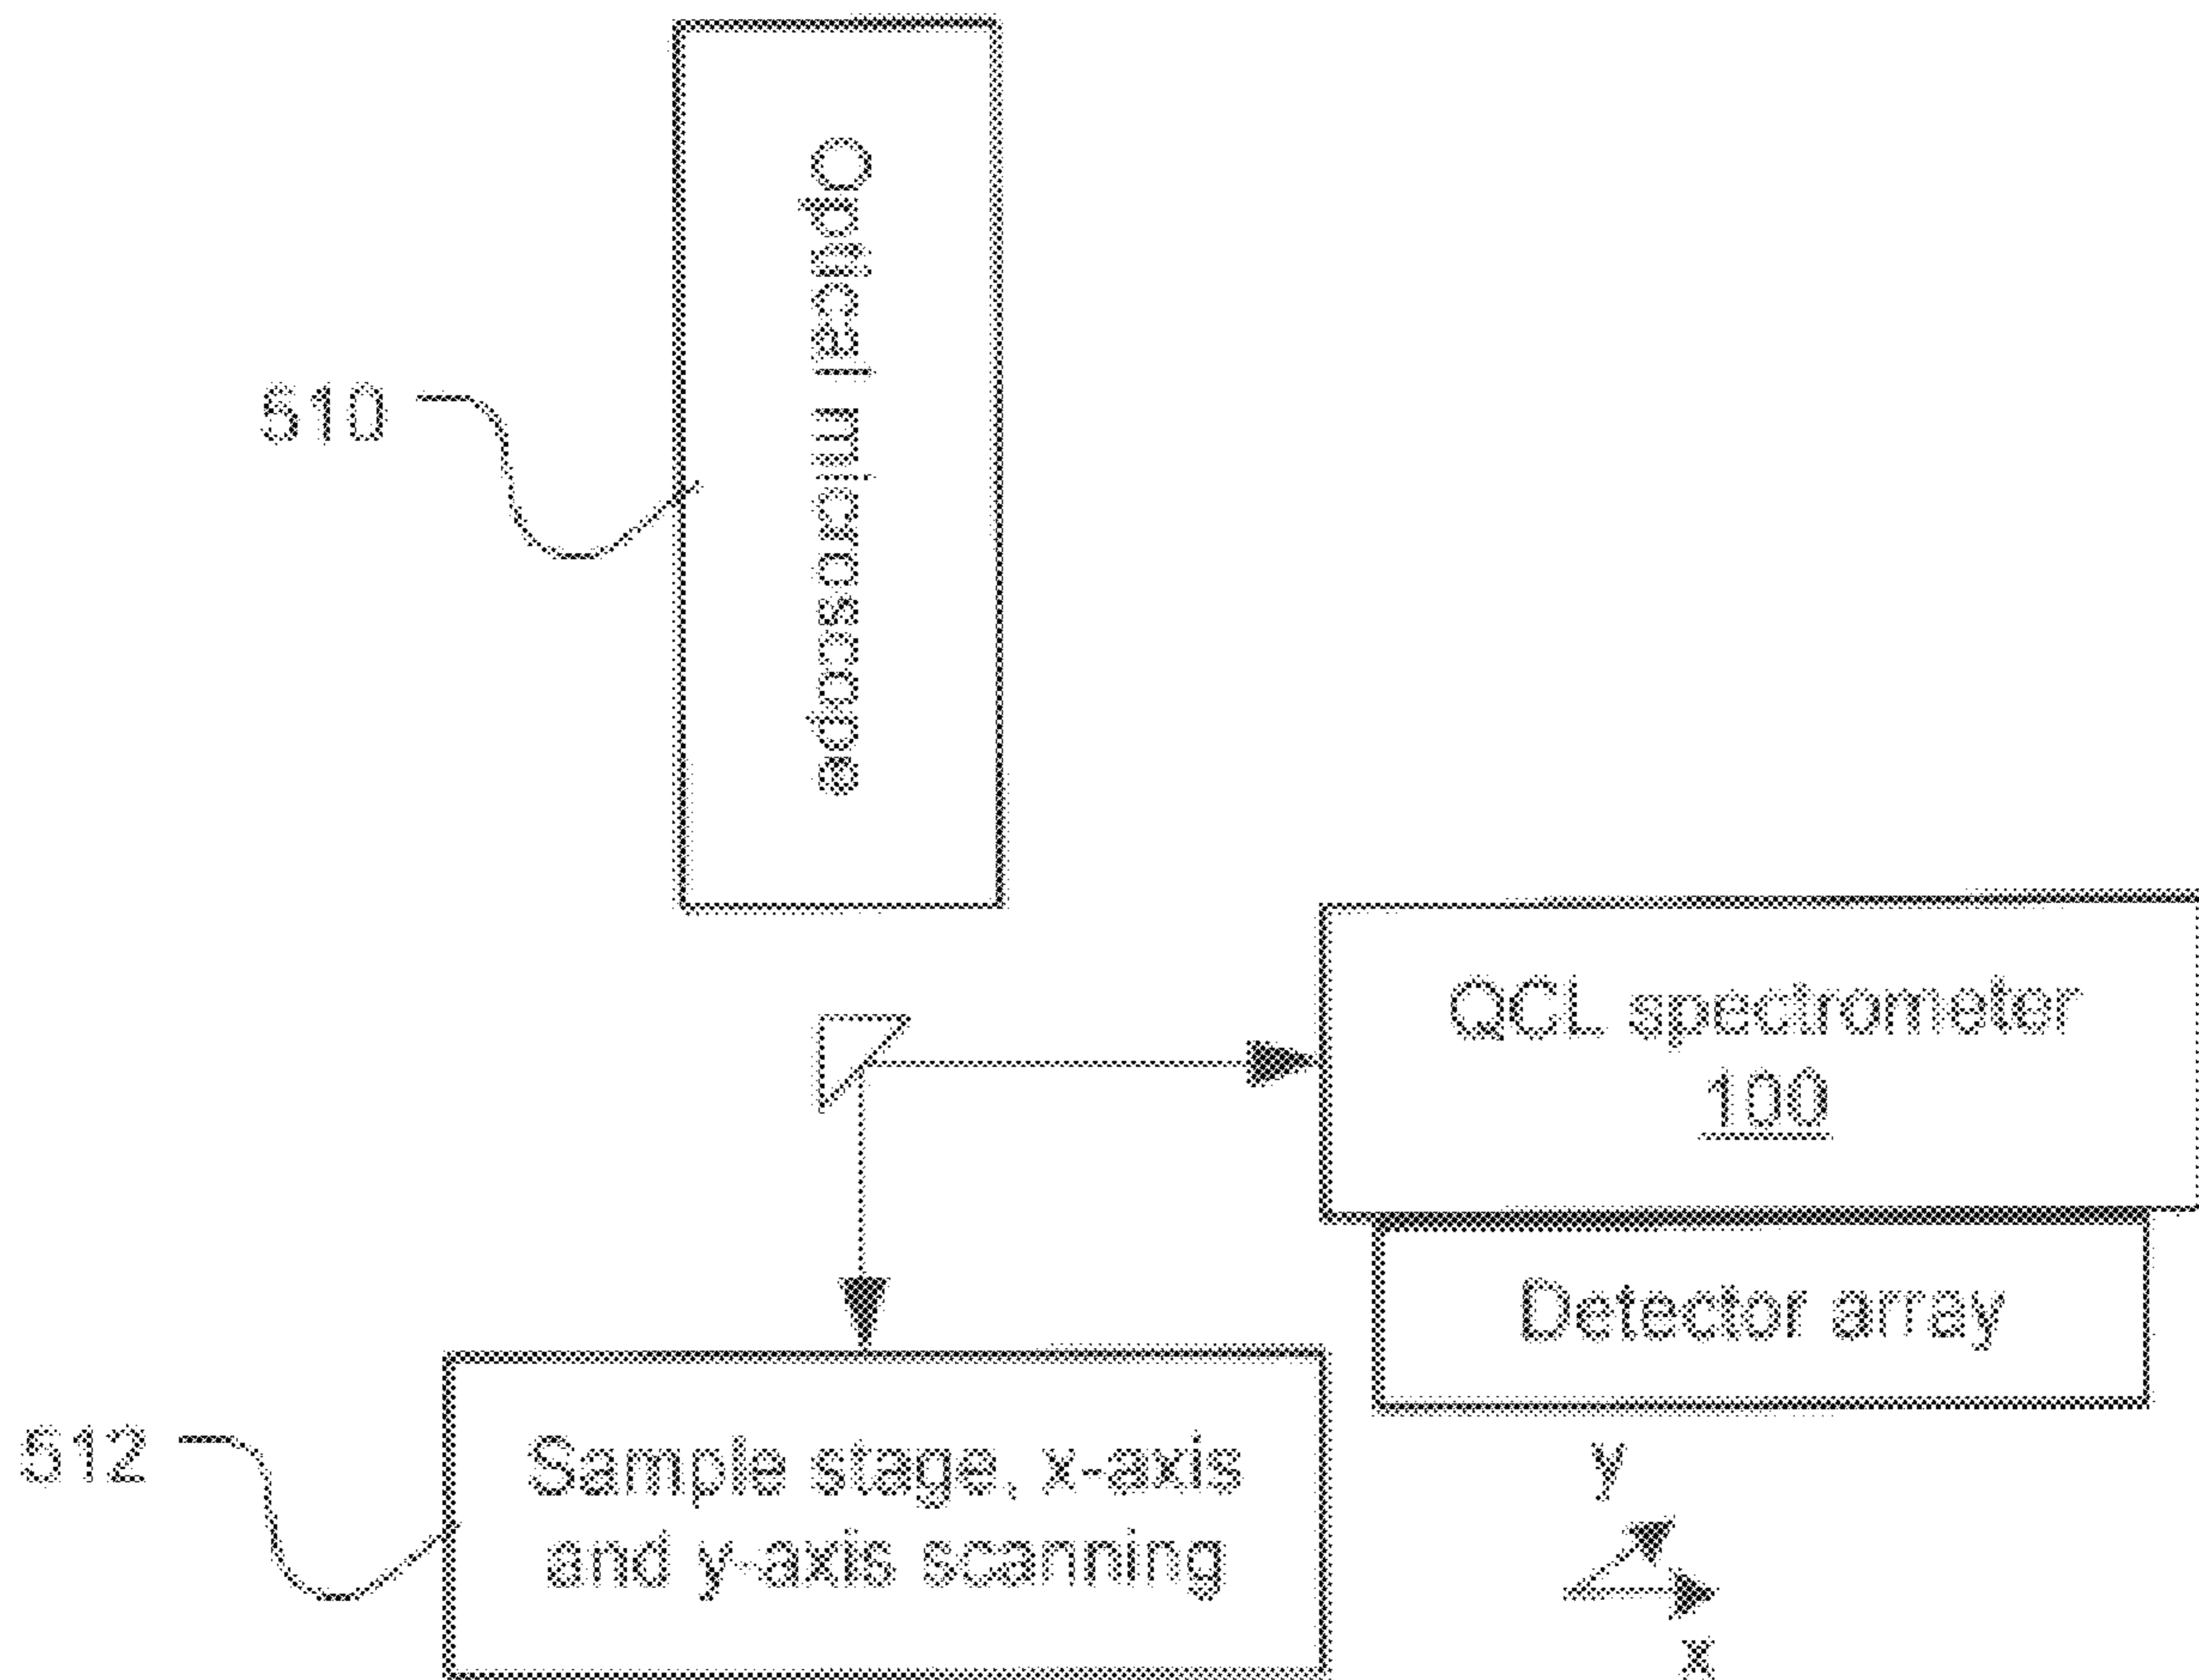 Optical microscope
510
QCL spectrometer
100
Detector array
512
Sample stage, x-axis
and y-axis scanning
y
x